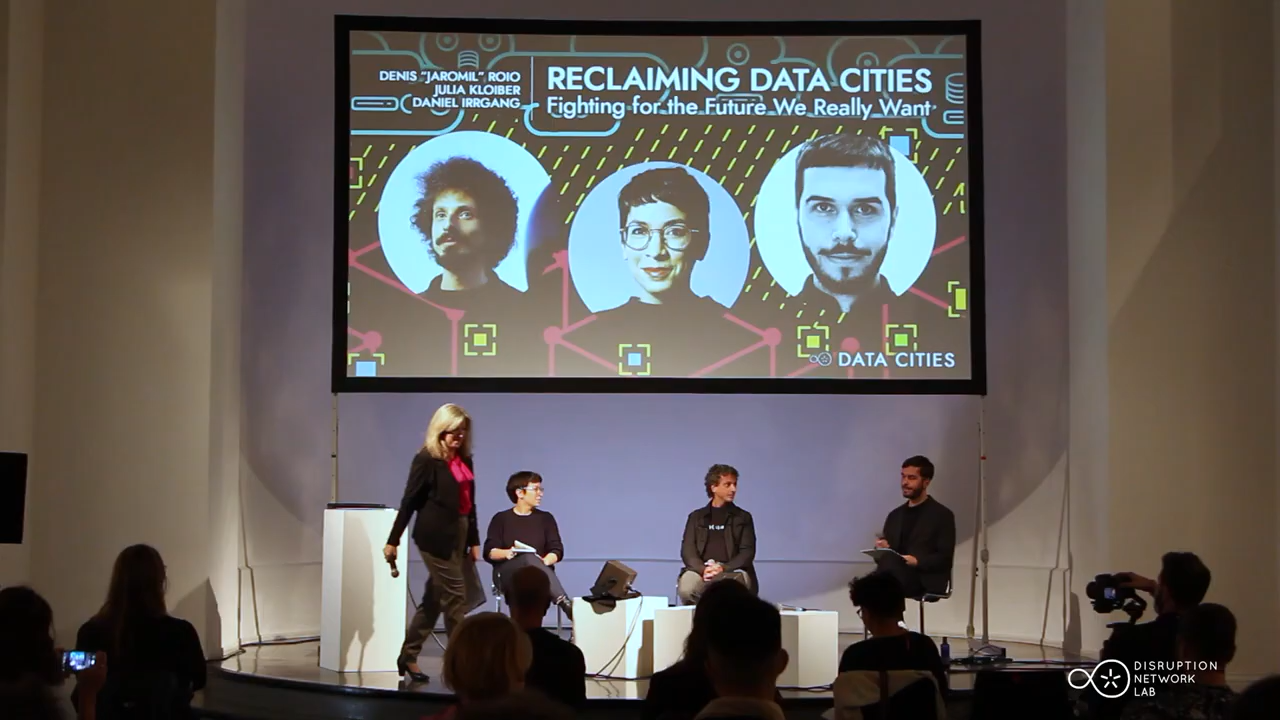 DENIS "JAROMIL" ROIO
JULIA KLOIBER
DANIEL IRRGANG
RECLAIMING DATA CITIES
Fighting for the Future We Really Want
DATA CITIES
DISRUPTION
NETWORK
LAB